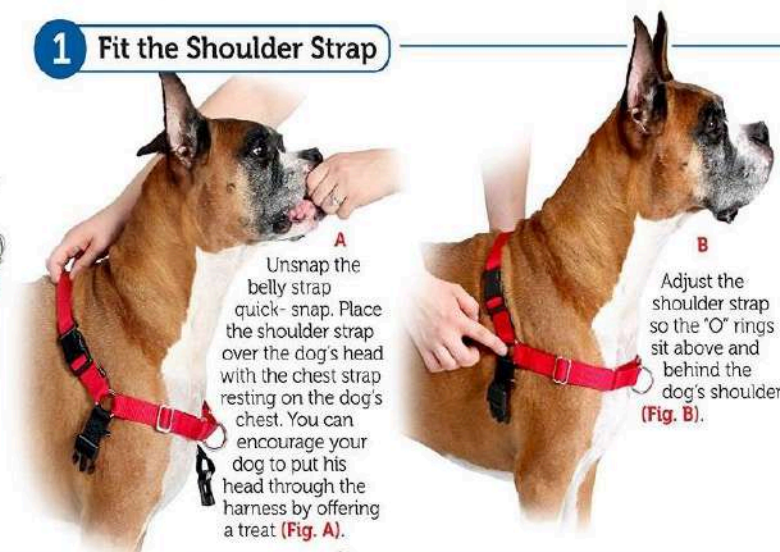 1 Fit the Shoulder Strap
A
Unsnap the
belly strap
quick- snap. Place
the shoulder strap
over the dog's head
with the chest strap
resting on the dog's
chest. You can
encourage your
dog to put his
head through the
harness by offering
a treat (Fig. A).
B
Adjust the
shoulder strap
so the "O" rings
sit above and
behind the
dog's shoulder
(Fig. B).